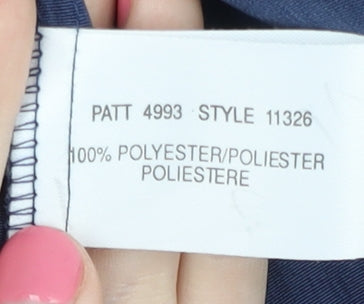 PATT 4993 STYLE 11326
100% POLYESTER/POLIESTER
POLIESTERE